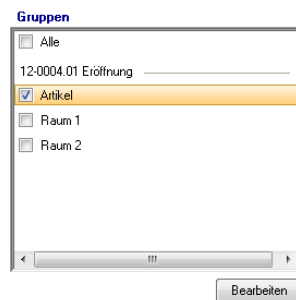 Gruppen
Alle
12-0004.01 Eröffnung
Artikel
Raum 1
Raum 2
Bearbeiten